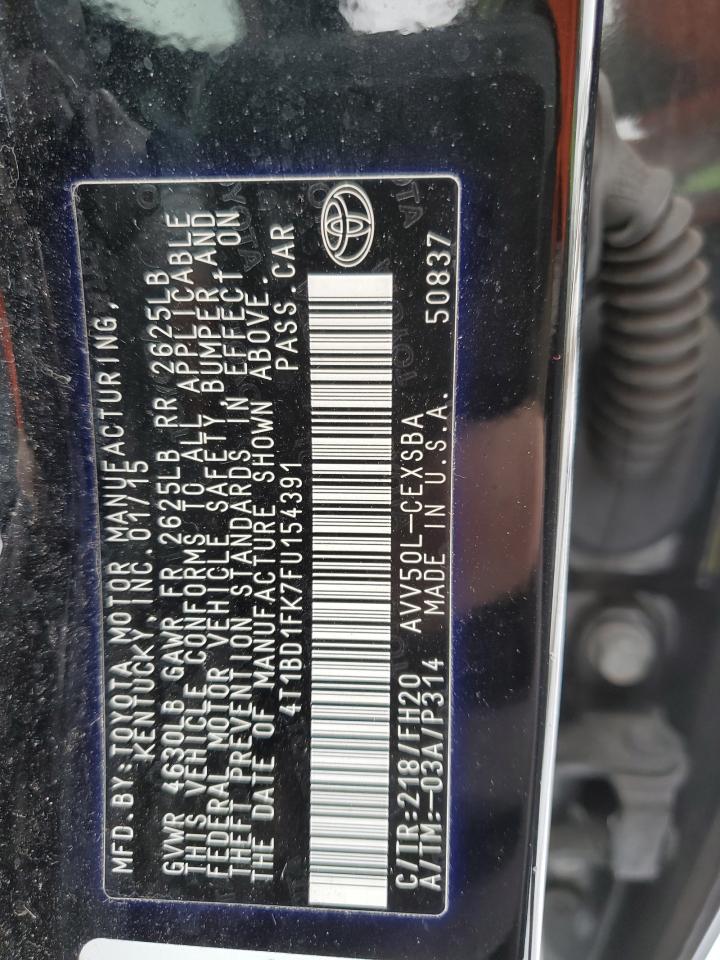 MFD.BY:TOYOTA MOTOR MANUFACTURING,
KENTUCKY, INC. 01/15
GVWR 4630LB GAWR FR 2625LB RR 2625LB
THIS VEHICLE CONFORMS TO ALL APPLICABLE
FEDERAL MOTOR VEHICLE SAFETY, BUMPER AND
THEFT PREVENTION STANDARDS IN EFFECT ON
THE DATE OF MANUFACTURE SHOWN ABOVE.
4T1BD1FK7FU154391 PASS.CAR
C/TR:218/FH20 AVV50L-CEXSBA
A/TM:-03A/P314 MADE IN U.S.A. 50837